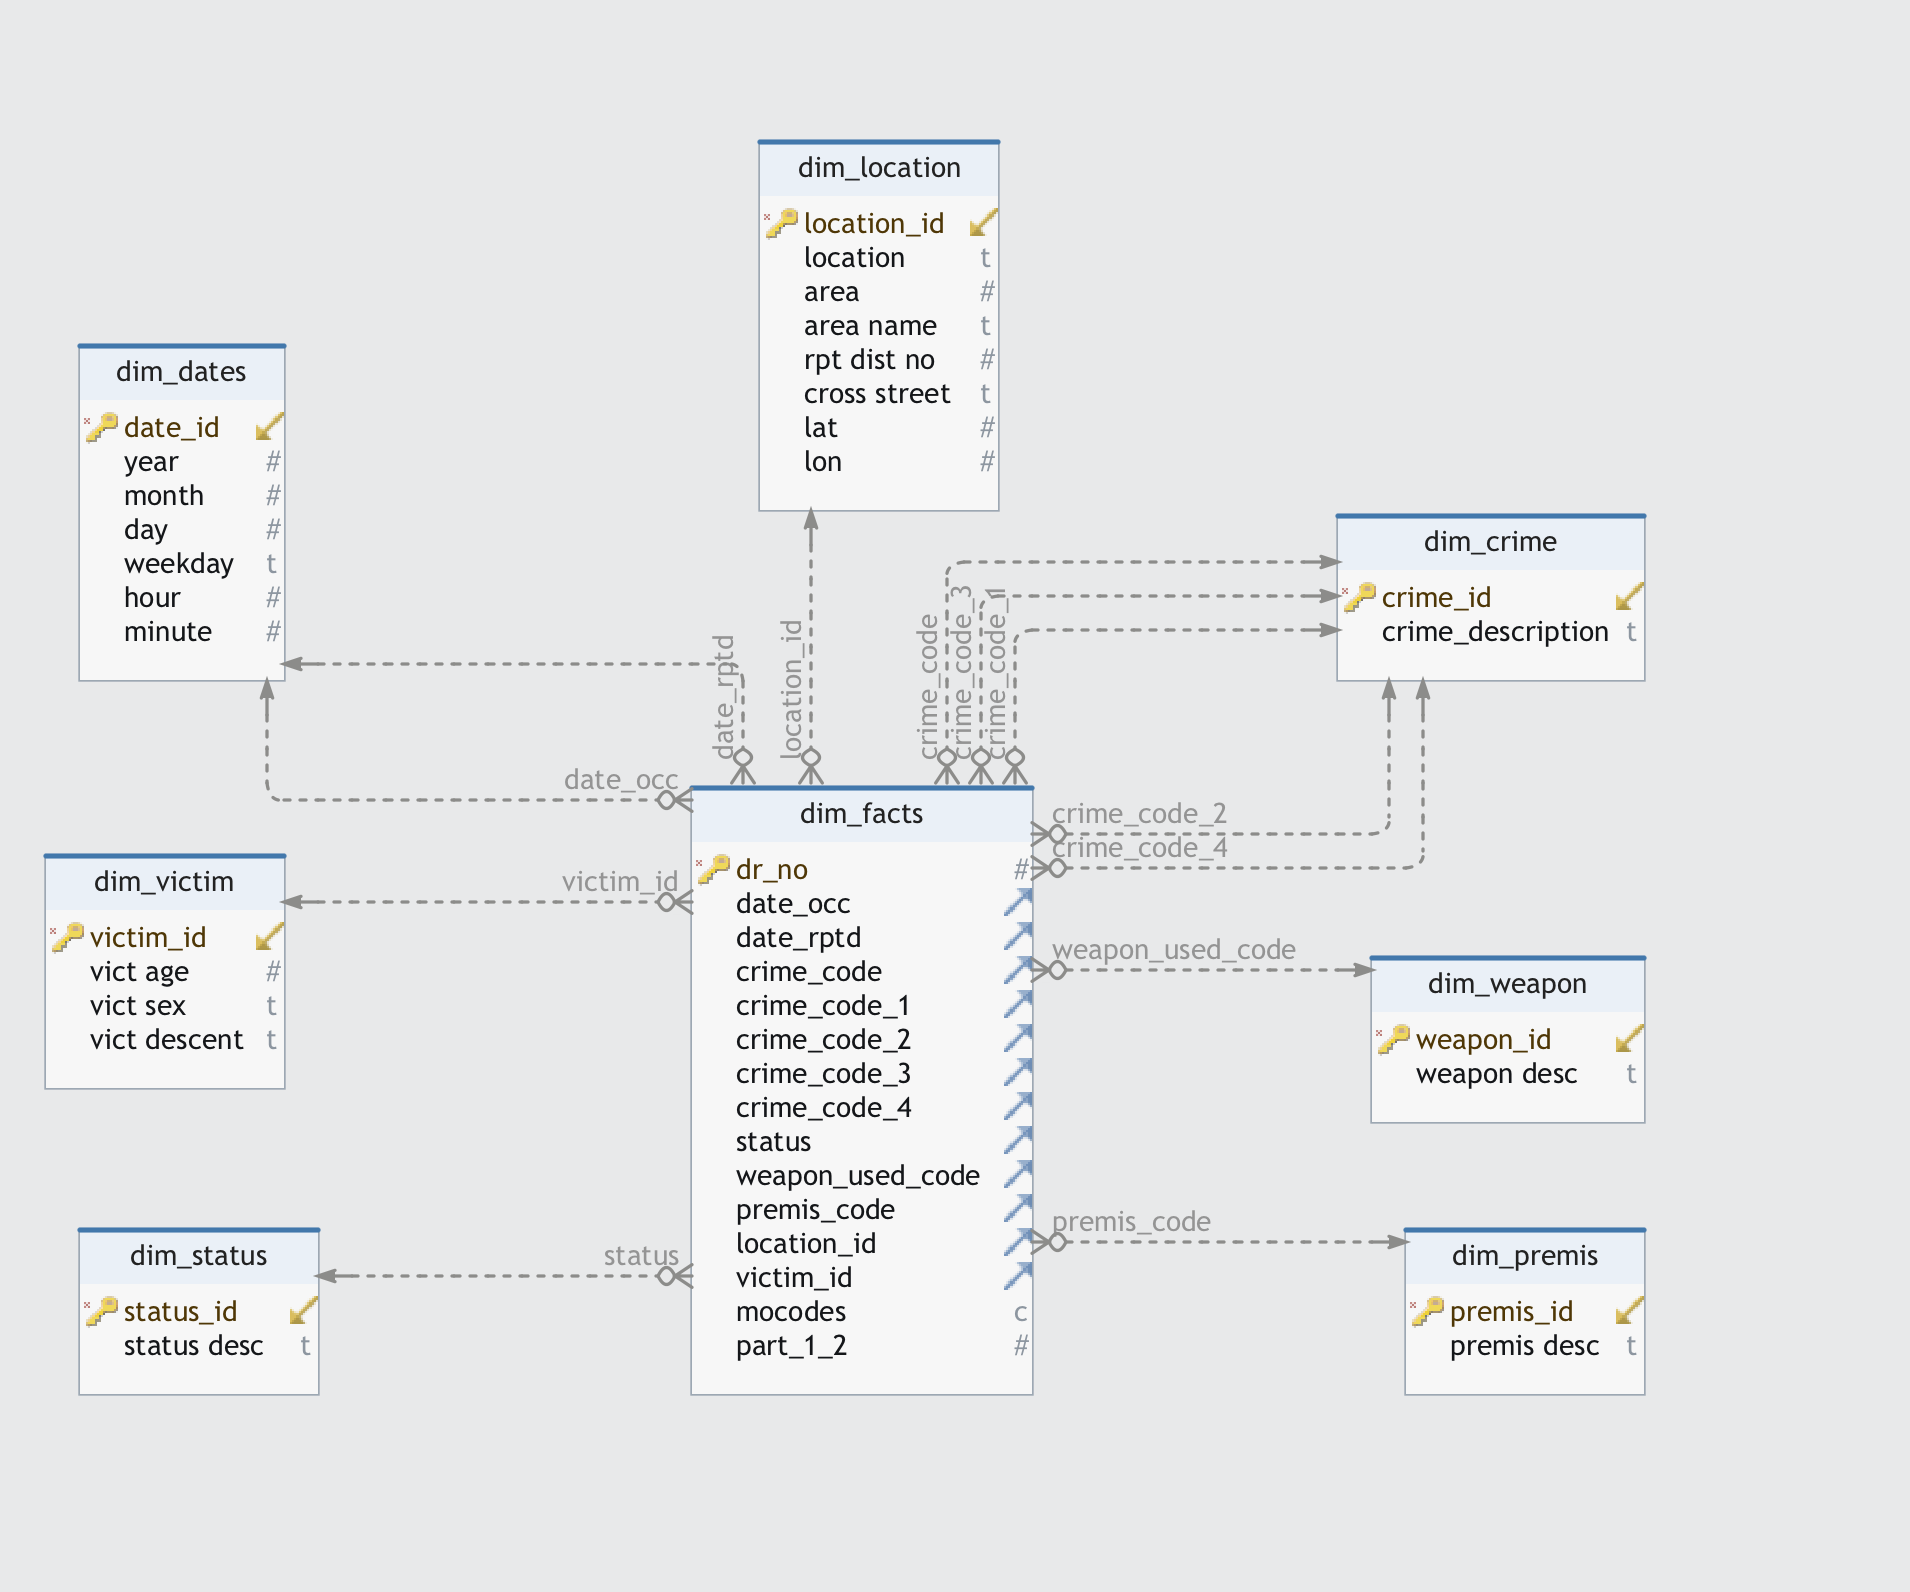 dim_location
location_id
location t
area #
area name t
rpt dist no #
cross street t
lat #
lon #
dim_dates
date_id
year #
month #
day #
weekday t
hour #
minute #
dim_crime
crime_id
crime_description t
date_rptd
location_id
crime_code
crime_code_3
crime_code_1
date_occ
crime_code_2
crime_code_4
dim_facts
dr_no #
date_occ
date_rptd
crime_code
crime_code_1
crime_code_2
crime_code_3
crime_code_4
status
weapon_used_code
premis_code
location_id
victim_id
mocodes c
part_1_2 #
victim_id
dim_victim
victim_id
vict age #
vict sex t
vict descent t
weapon_used_code
dim_weapon
weapon_id
weapon desc t
status
dim_status
status_id
status desc t
premis_code
dim_premis
premis_id
premis desc t